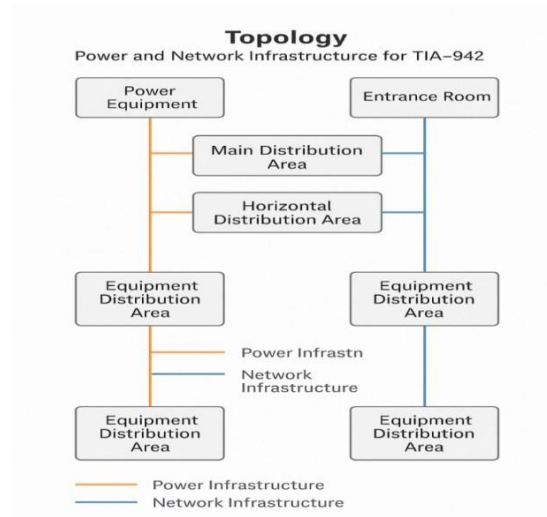 Topology
Power and Network Infrastructurce for TIA–942
Power
Equipment
Entrance Room
Main Distribution
Area
Horizontal
Distribution Area
Equipment
Distribution
Area
Equipment
Distribution
Area
Power Infrastn
Network
Infrastructure
Equipment
Distribution
Area
Equipment
Distribution
Area
Power Infrastructure
Network Infrastructure